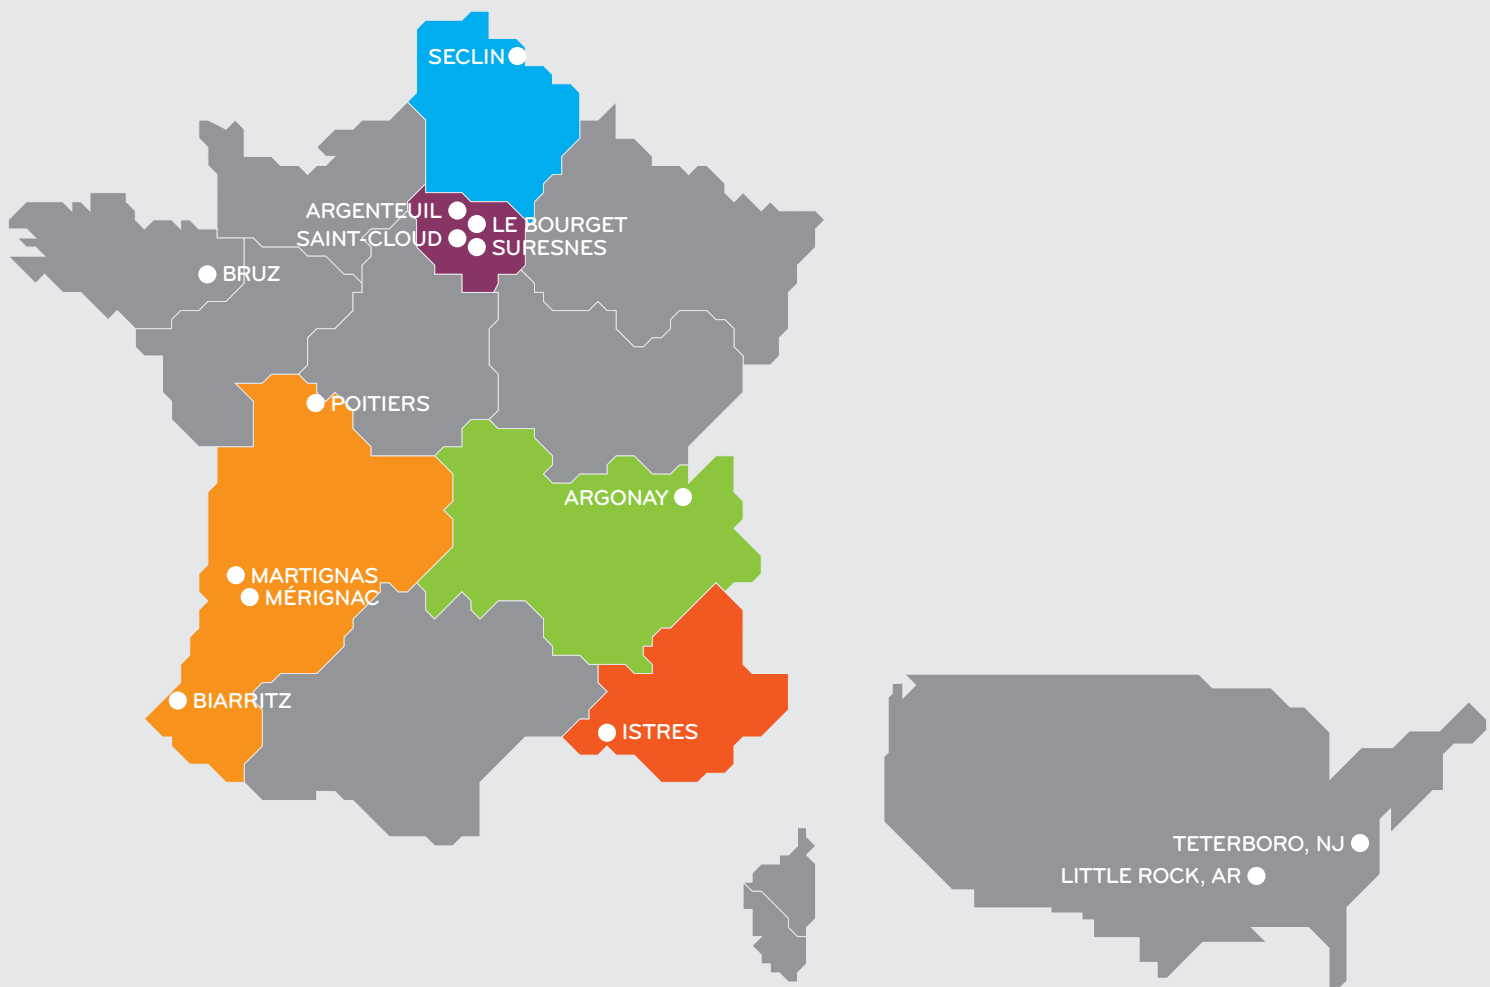 SECLIN
ARGENTEUIL
LE BOURGET
SAINT-CLOUD
SURESNES
BRUZ
POITIERS
ARGONAY
MARTIGNAS
MÉRIGNAC
BIARRITZ
ISTRES
TETERBORO, NJ
LITTLE ROCK, AR